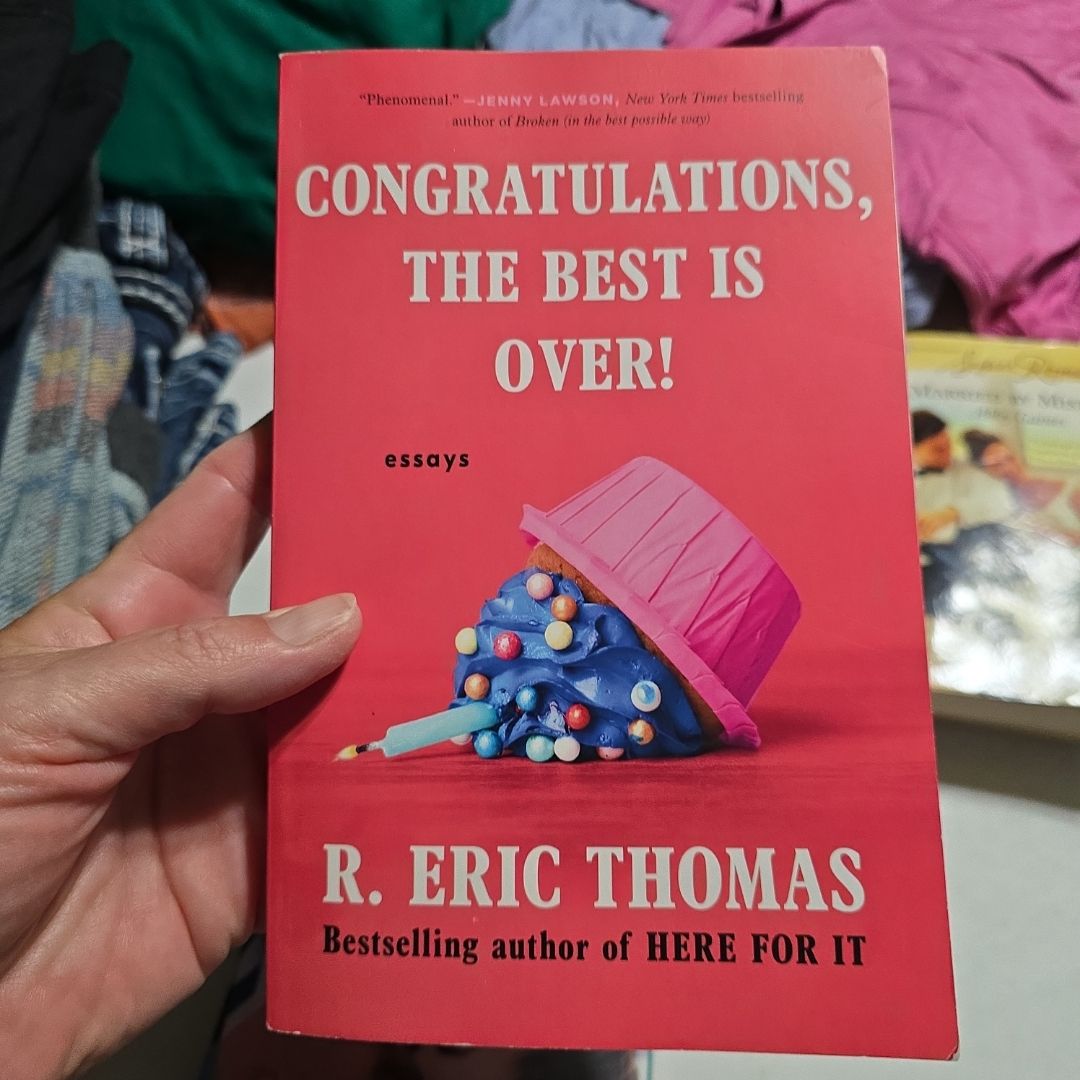 "Phenomenal." —JENNY LAWSON, New York Times bestselling
author of Broken (in the best possible way)
CONGRATULATIONS,
THE BEST IS
OVER!
essays
R. ERIC THOMAS
Bestselling author of HERE FOR IT